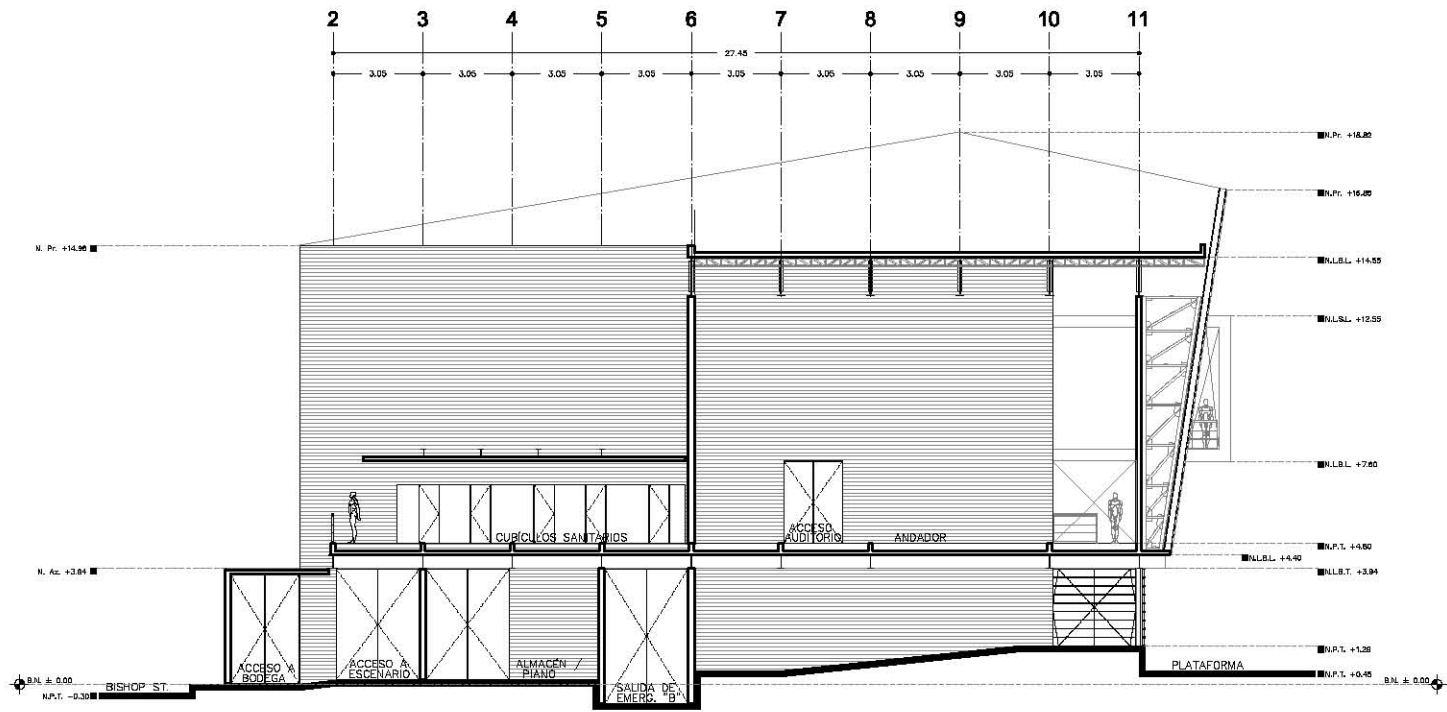 2 3 4 5 6 7 8 9 10 11
27.45
3.05 3.05 3.05 3.05 3.05 3.05 3.05 3.05 3.05
N.Pr. +18.82
N.Pr. +16.86
N. Pr. +14.96
N.L.B.L. +14.55
N.L.S.L. +12.55
N.L.B.L. +7.60
CUBÍCULOS SANITARIOS
ACCESO
AUDITORIO
ANDADOR
N.P.T. +4.60
N.L.B.L. +4.40
N. Az. +3.84
N.L.B.T. +3.94
ACCESO A
BODEGA
ACCESO A
ESCENARIO
ALMACÉN /
PIANO
SALIDA DE
EMERG. "B"
N.P.T. +1.26
PLATAFORMA
N.P.T. +0.45
B.N. ± 0.00
BISHOP ST.
B.N. ± 0.00
N.P.T. -0.30